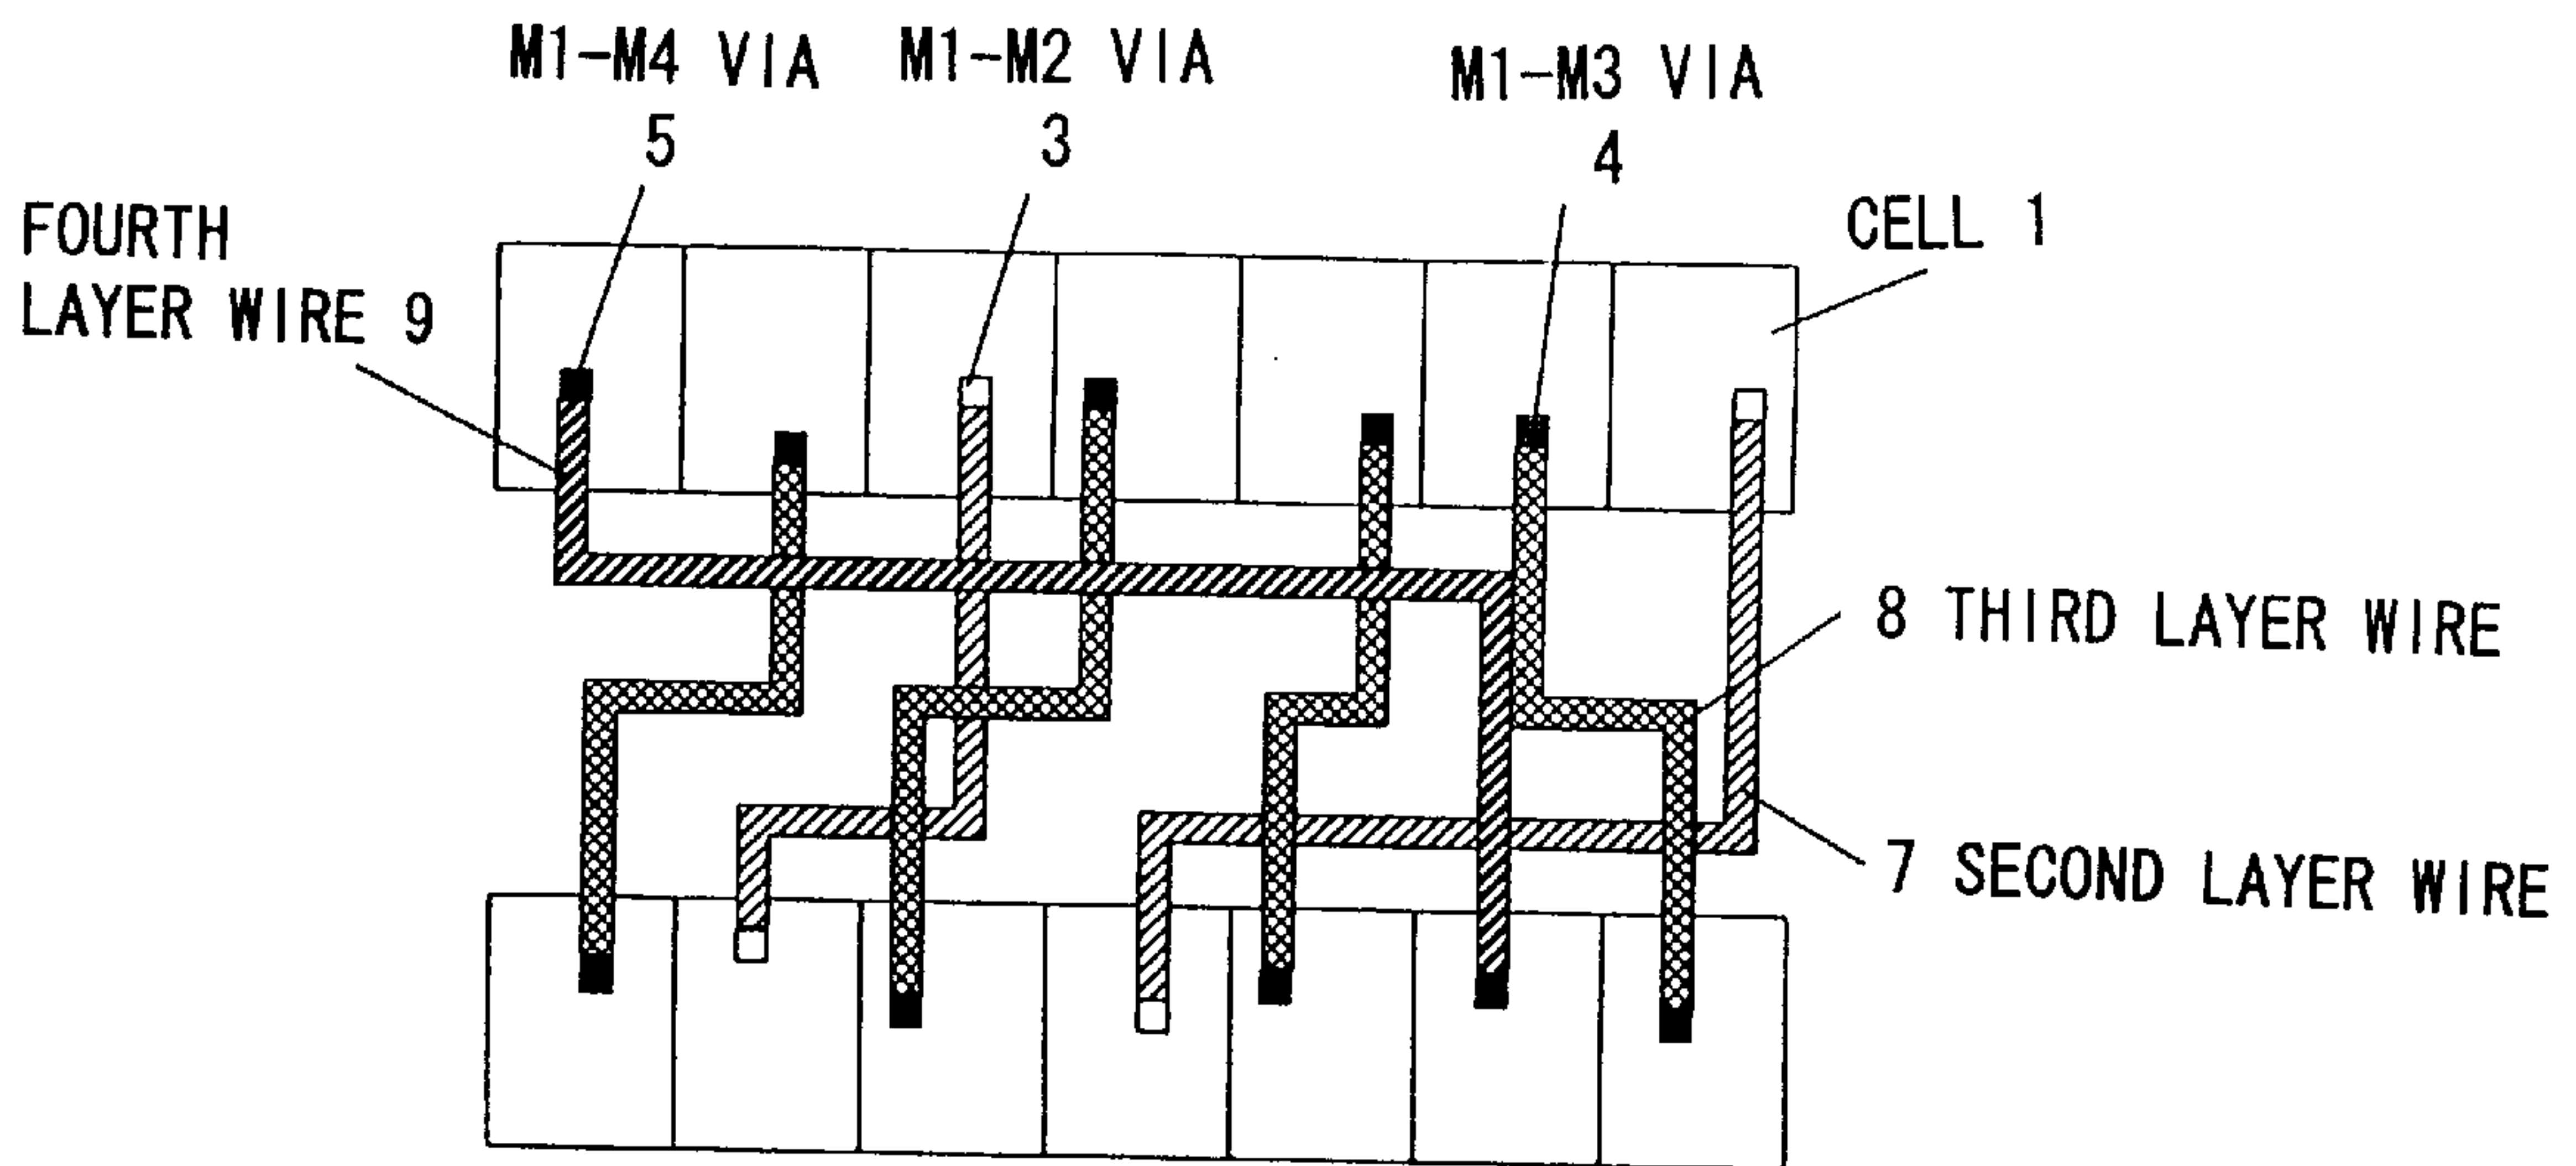 M1-M4 VIA
5
M1-M2 VIA
3
M1-M3 VIA
4
CELL 1
FOURTH
LAYER WIRE 9
8 THIRD LAYER WIRE
7 SECOND LAYER WIRE